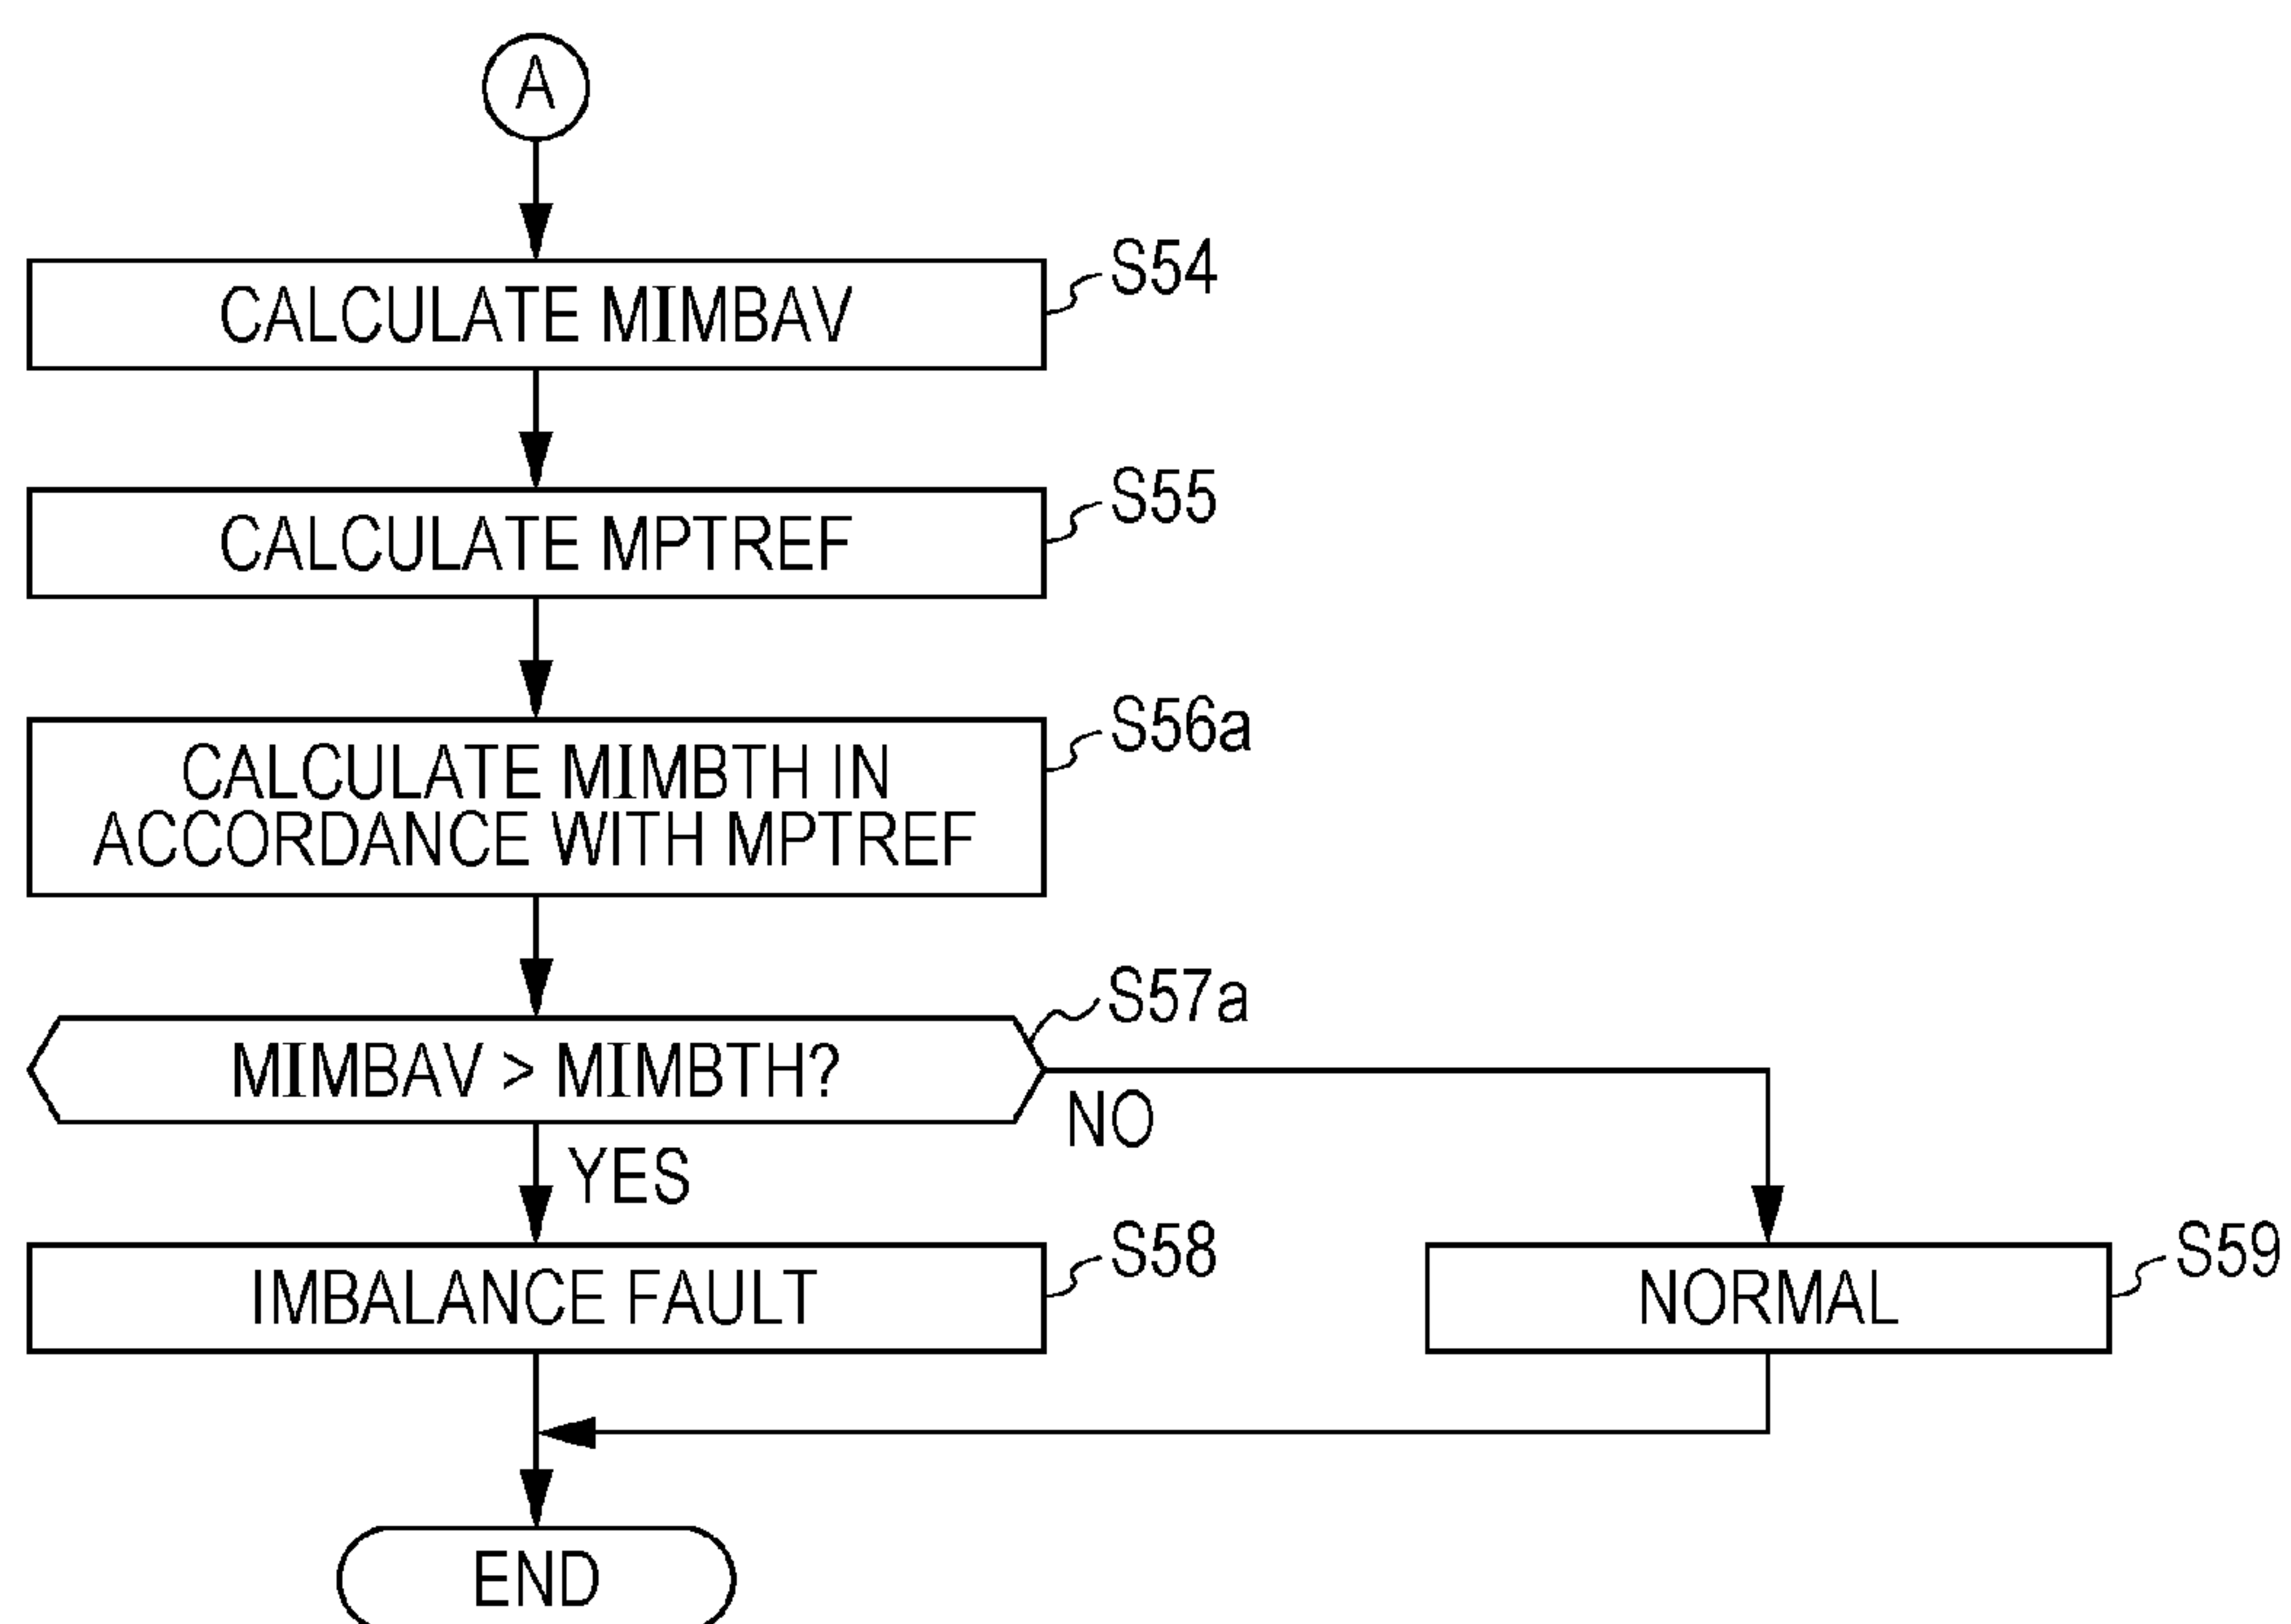 A
CALCULATE MIMBAV
S54
CALCULATE MPTREF
S55
CALCULATE MIMBTH IN
ACCORDANCE WITH MPTREF
S56a
MIMBAV > MIMBTH?
S57a
NO
YES
IMBALANCE FAULT
S58
NORMAL
S59
END